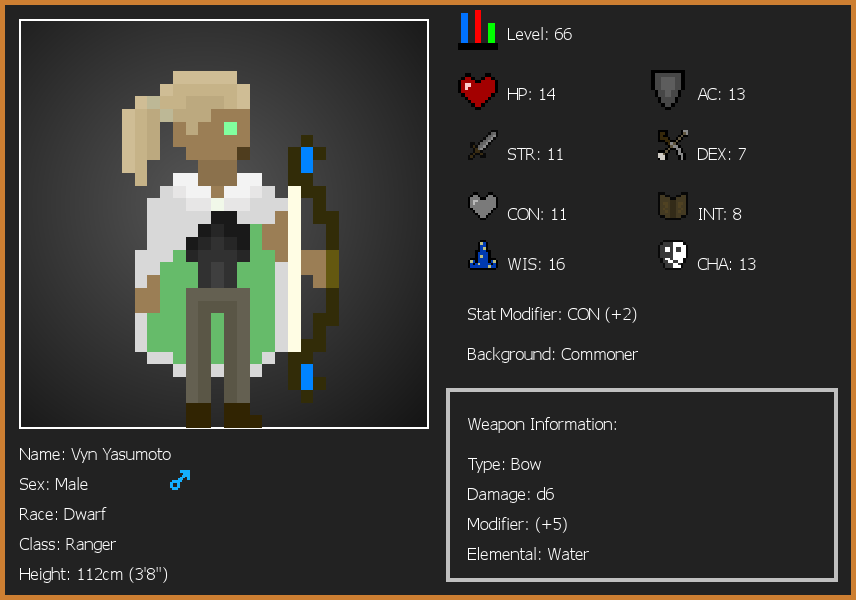 Level: 66
HP: 14
AC: 13
STR: 11
DEX: 7
CON: 11
INT: 8
WIS: 16
CHA: 13
Stat Modifier: CON (+2)
Background: Commoner
Weapon Information:
Type: Bow
Damage: d6
Modifier: (+5)
Elemental: Water
Name: Vyn Yasumoto
Sex: Male
Race: Dwarf
Class: Ranger
Height: 112cm (3'8")